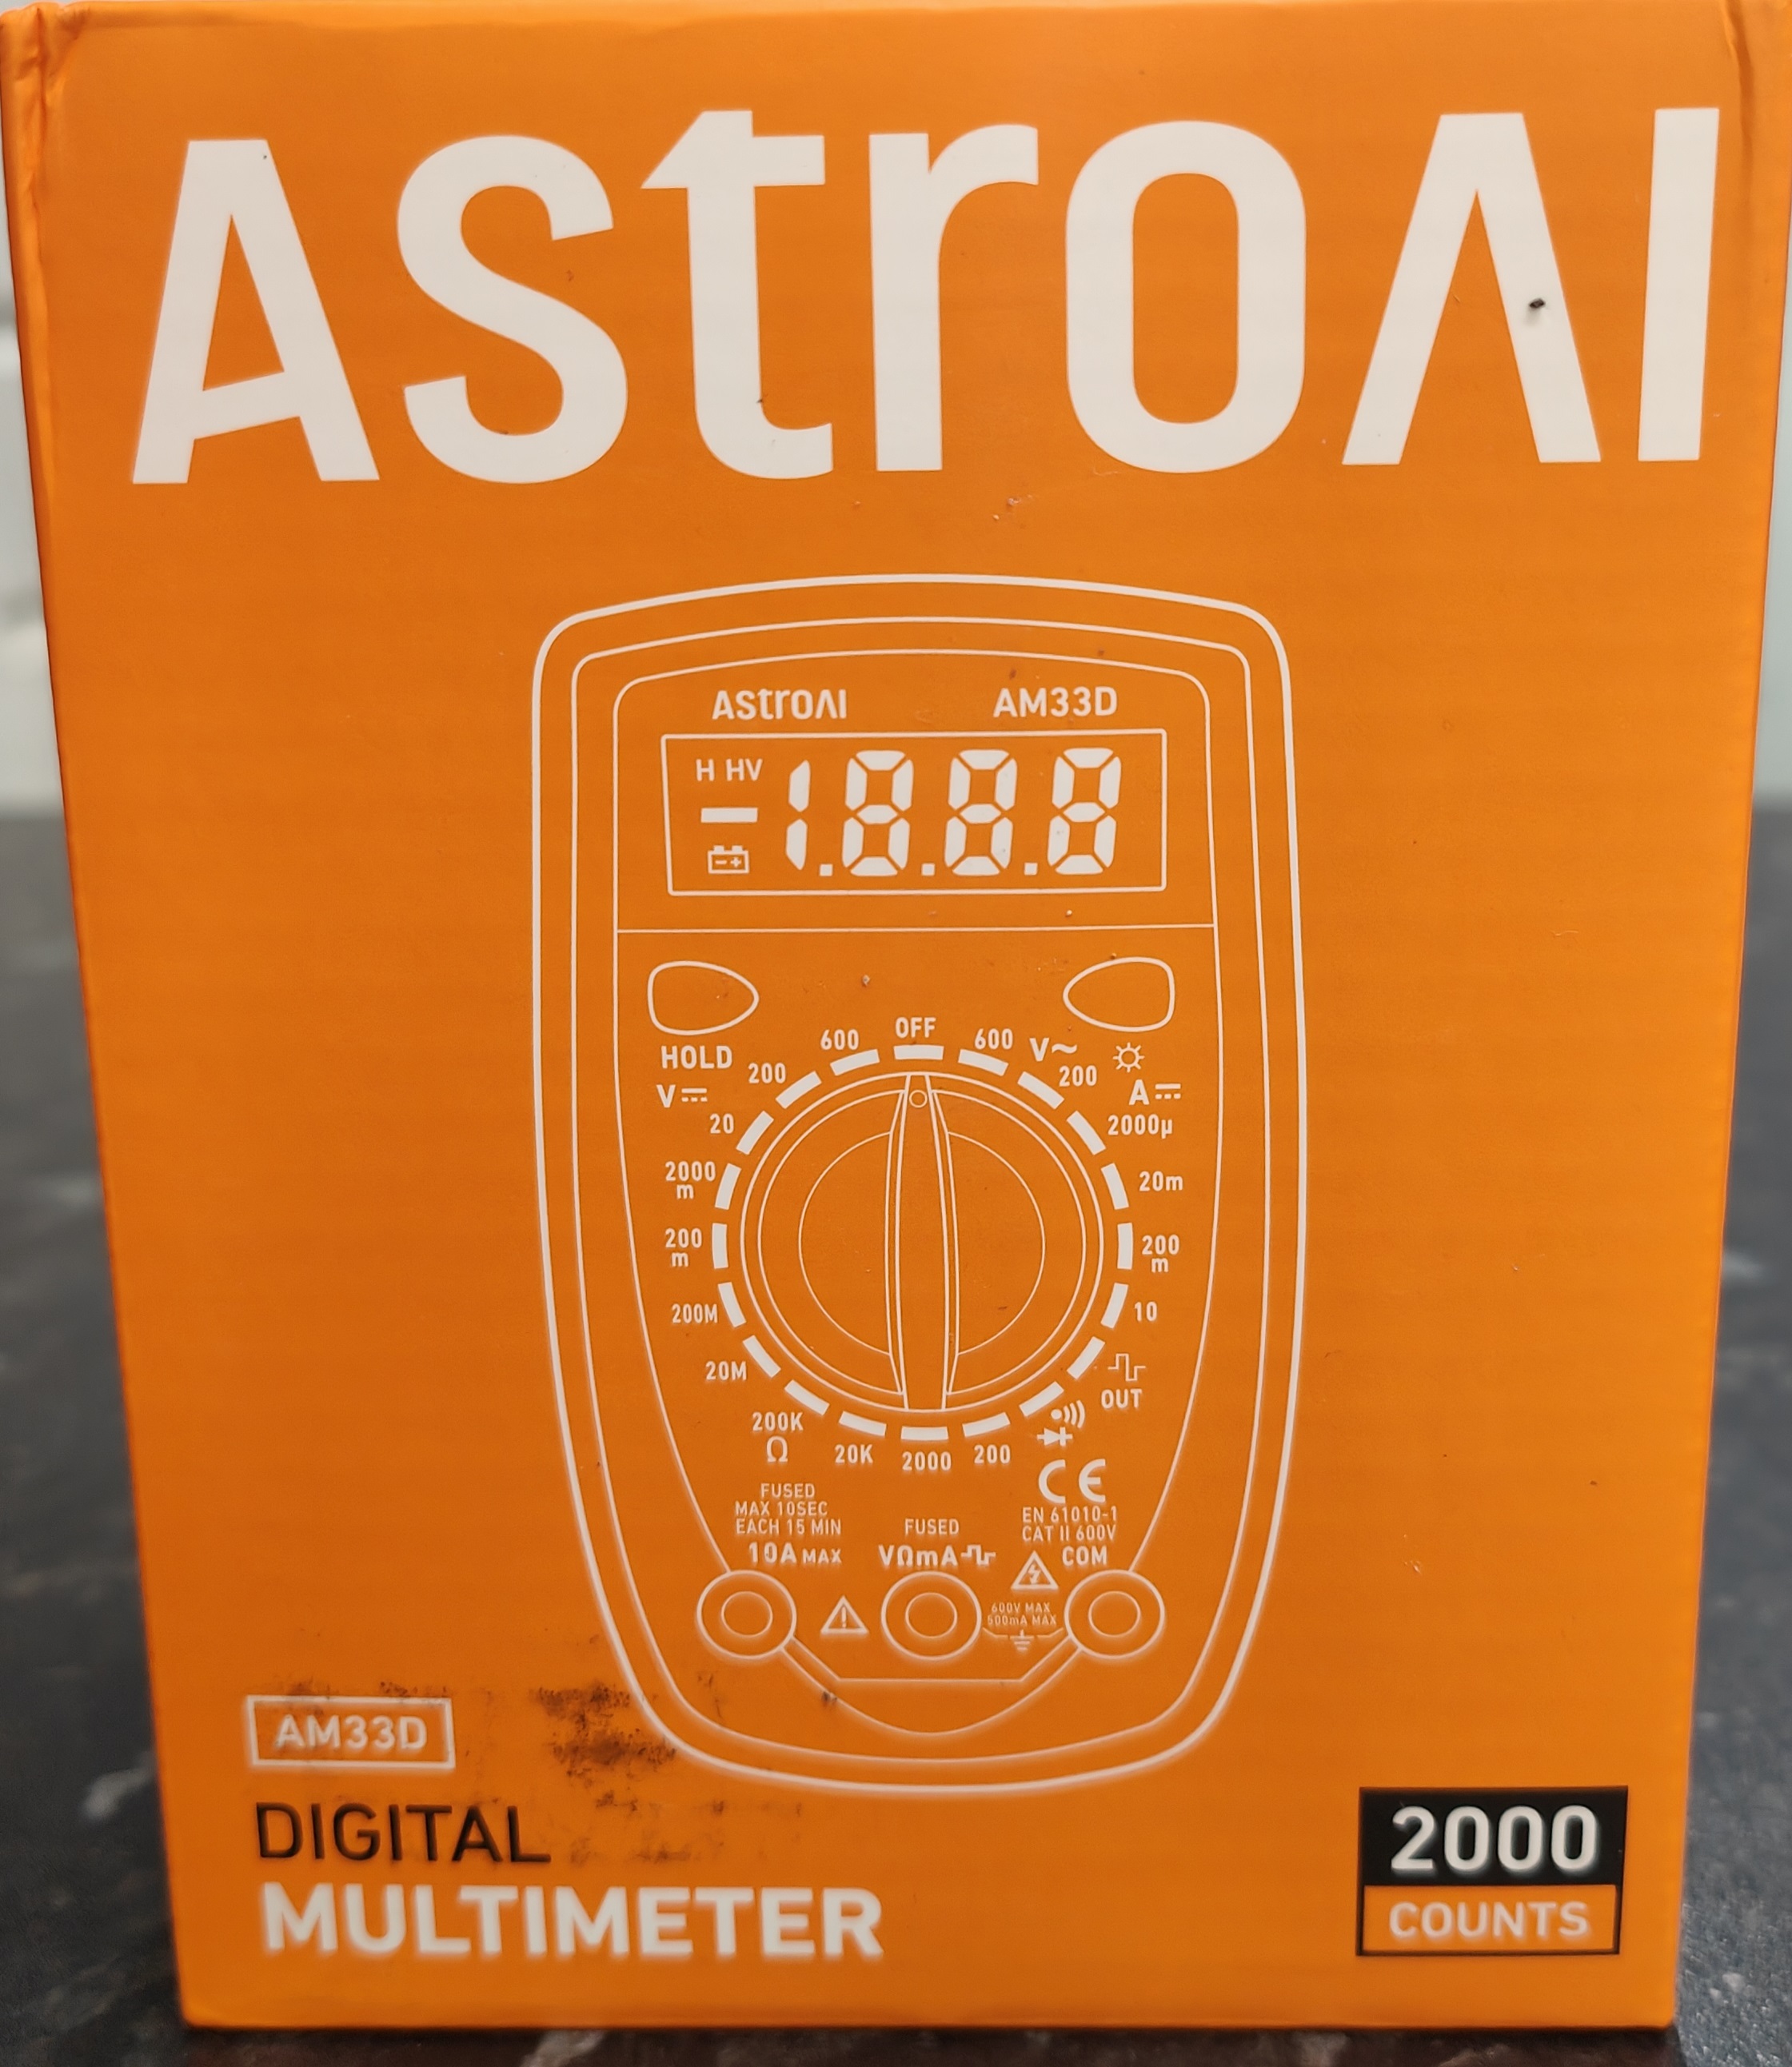 AstroAI
AstroAI AM33D
H HV
-1.8.8.8
OFF
600 600 V~
HOLD 200 200
V⎓ A⎓
20 2000µ
2000
m 20m
200
m 200
m
200M 10
20M
OUT
200K
Ω 20K 2000 200
CE
FUSED
MAX 10SEC
EACH 15 MIN
10A MAX
FUSED
VΩmA
EN 61010-1
CAT II 600V
COM
600V MAX
500mA MAX
AM33D
DIGITAL
MULTIMETER
2000
COUNTS